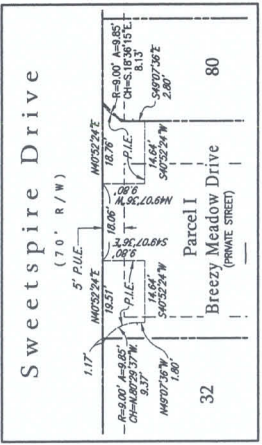 Sweetspire Drive
(70' R/W)
5' P.U.E.
1.17'
N40°52'24"E
19.51'
18.06'
N40°52'24"E
18.76'
R=9.00' A=9.85'
CH=S.18°36'15"E.
8.13'
R=9.00' A=9.85'
CH=N.80°29'37"W.
9.37'
P.I.E.
S49°07'36"E
9.80'
N49°07'36"W
9.80'
P.I.E.
S49°07'36"E
2.80'
N49°07'36"W
1.80'
14.64'
S40°52'24"W
14.64'
S40°52'24"W
32
Parcel I
Breezy Meadow Drive
(PRIVATE STREET)
80